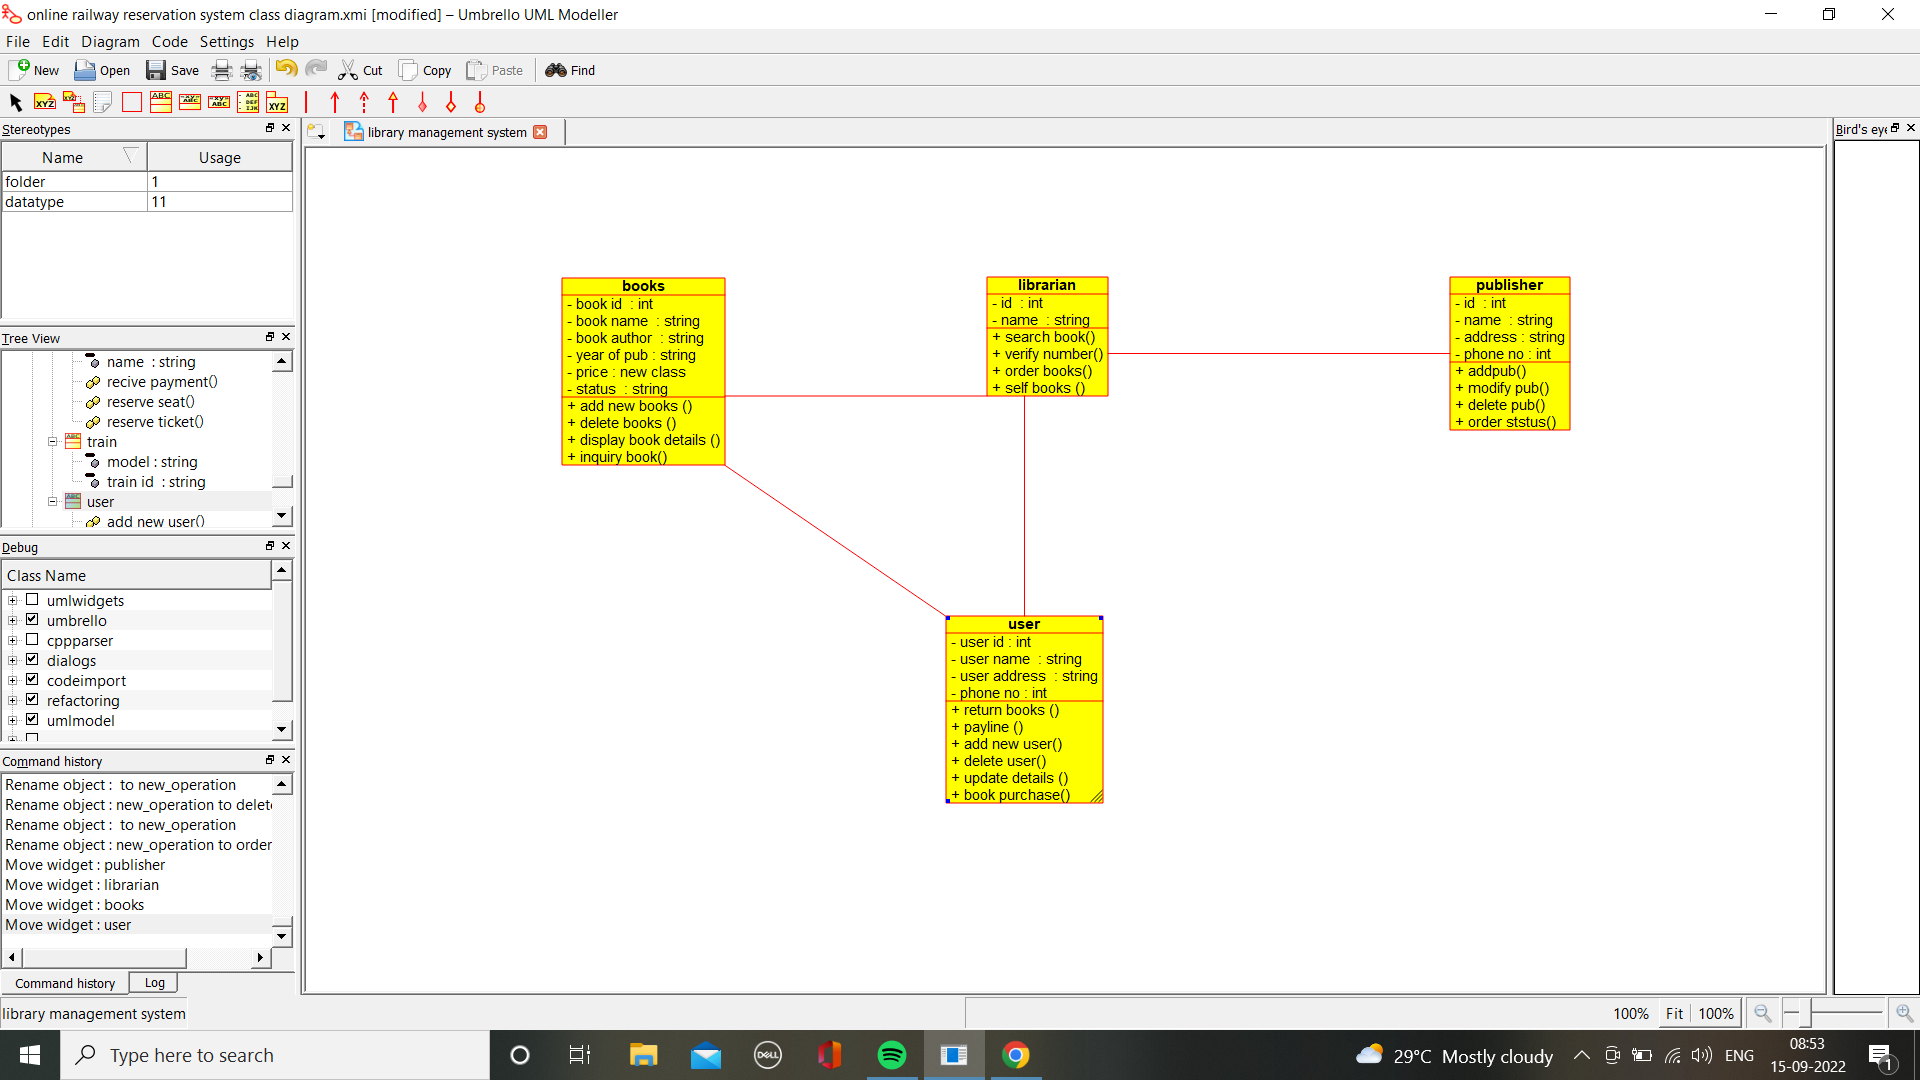 online railway reservation system class diagram.xmi [modified] – Umbrello UML Modeller
File Edit Diagram Code Settings Help
New Open Save Cut Copy Paste Find
Stereotypes
Name Usage
folder 1
datatype 11
Tree View
name : string
recive payment()
reserve seat()
reserve ticket()
train
model : string
train id : string
user
add new user()
Debug
Class Name
umlwidgets
umbrello
cppparser
dialogs
codeimport
refactoring
umlmodel
Command history
Rename object : to new_operation
Rename object : new_operation to delet
Rename object : to new_operation
Rename object : new_operation to order
Move widget : publisher
Move widget : librarian
Move widget : books
Move widget : user
Command history Log
library management system
library management system
Bird's eye
books
- book id : int
- book name : string
- book author : string
- year of pub : string
- price : new class
- status : string
+ add new books ()
+ delete books ()
+ display book details ()
+ inquiry book()
librarian
- id : int
- name : string
+ search book()
+ verify number()
+ order books()
+ self books ()
publisher
- id : int
- name : string
- address : string
- phone no : int
+ addpub()
+ modify pub()
+ delete pub()
+ order ststus()
user
- user id : int
- user name : string
- user address : string
- phone no : int
+ return books ()
+ payline ()
+ add new user()
+ delete user()
+ update details ()
+ book purchase()
100% Fit 100%
Type here to search
DELL
29°C Mostly cloudy
ENG
08:53
15-09-2022
1